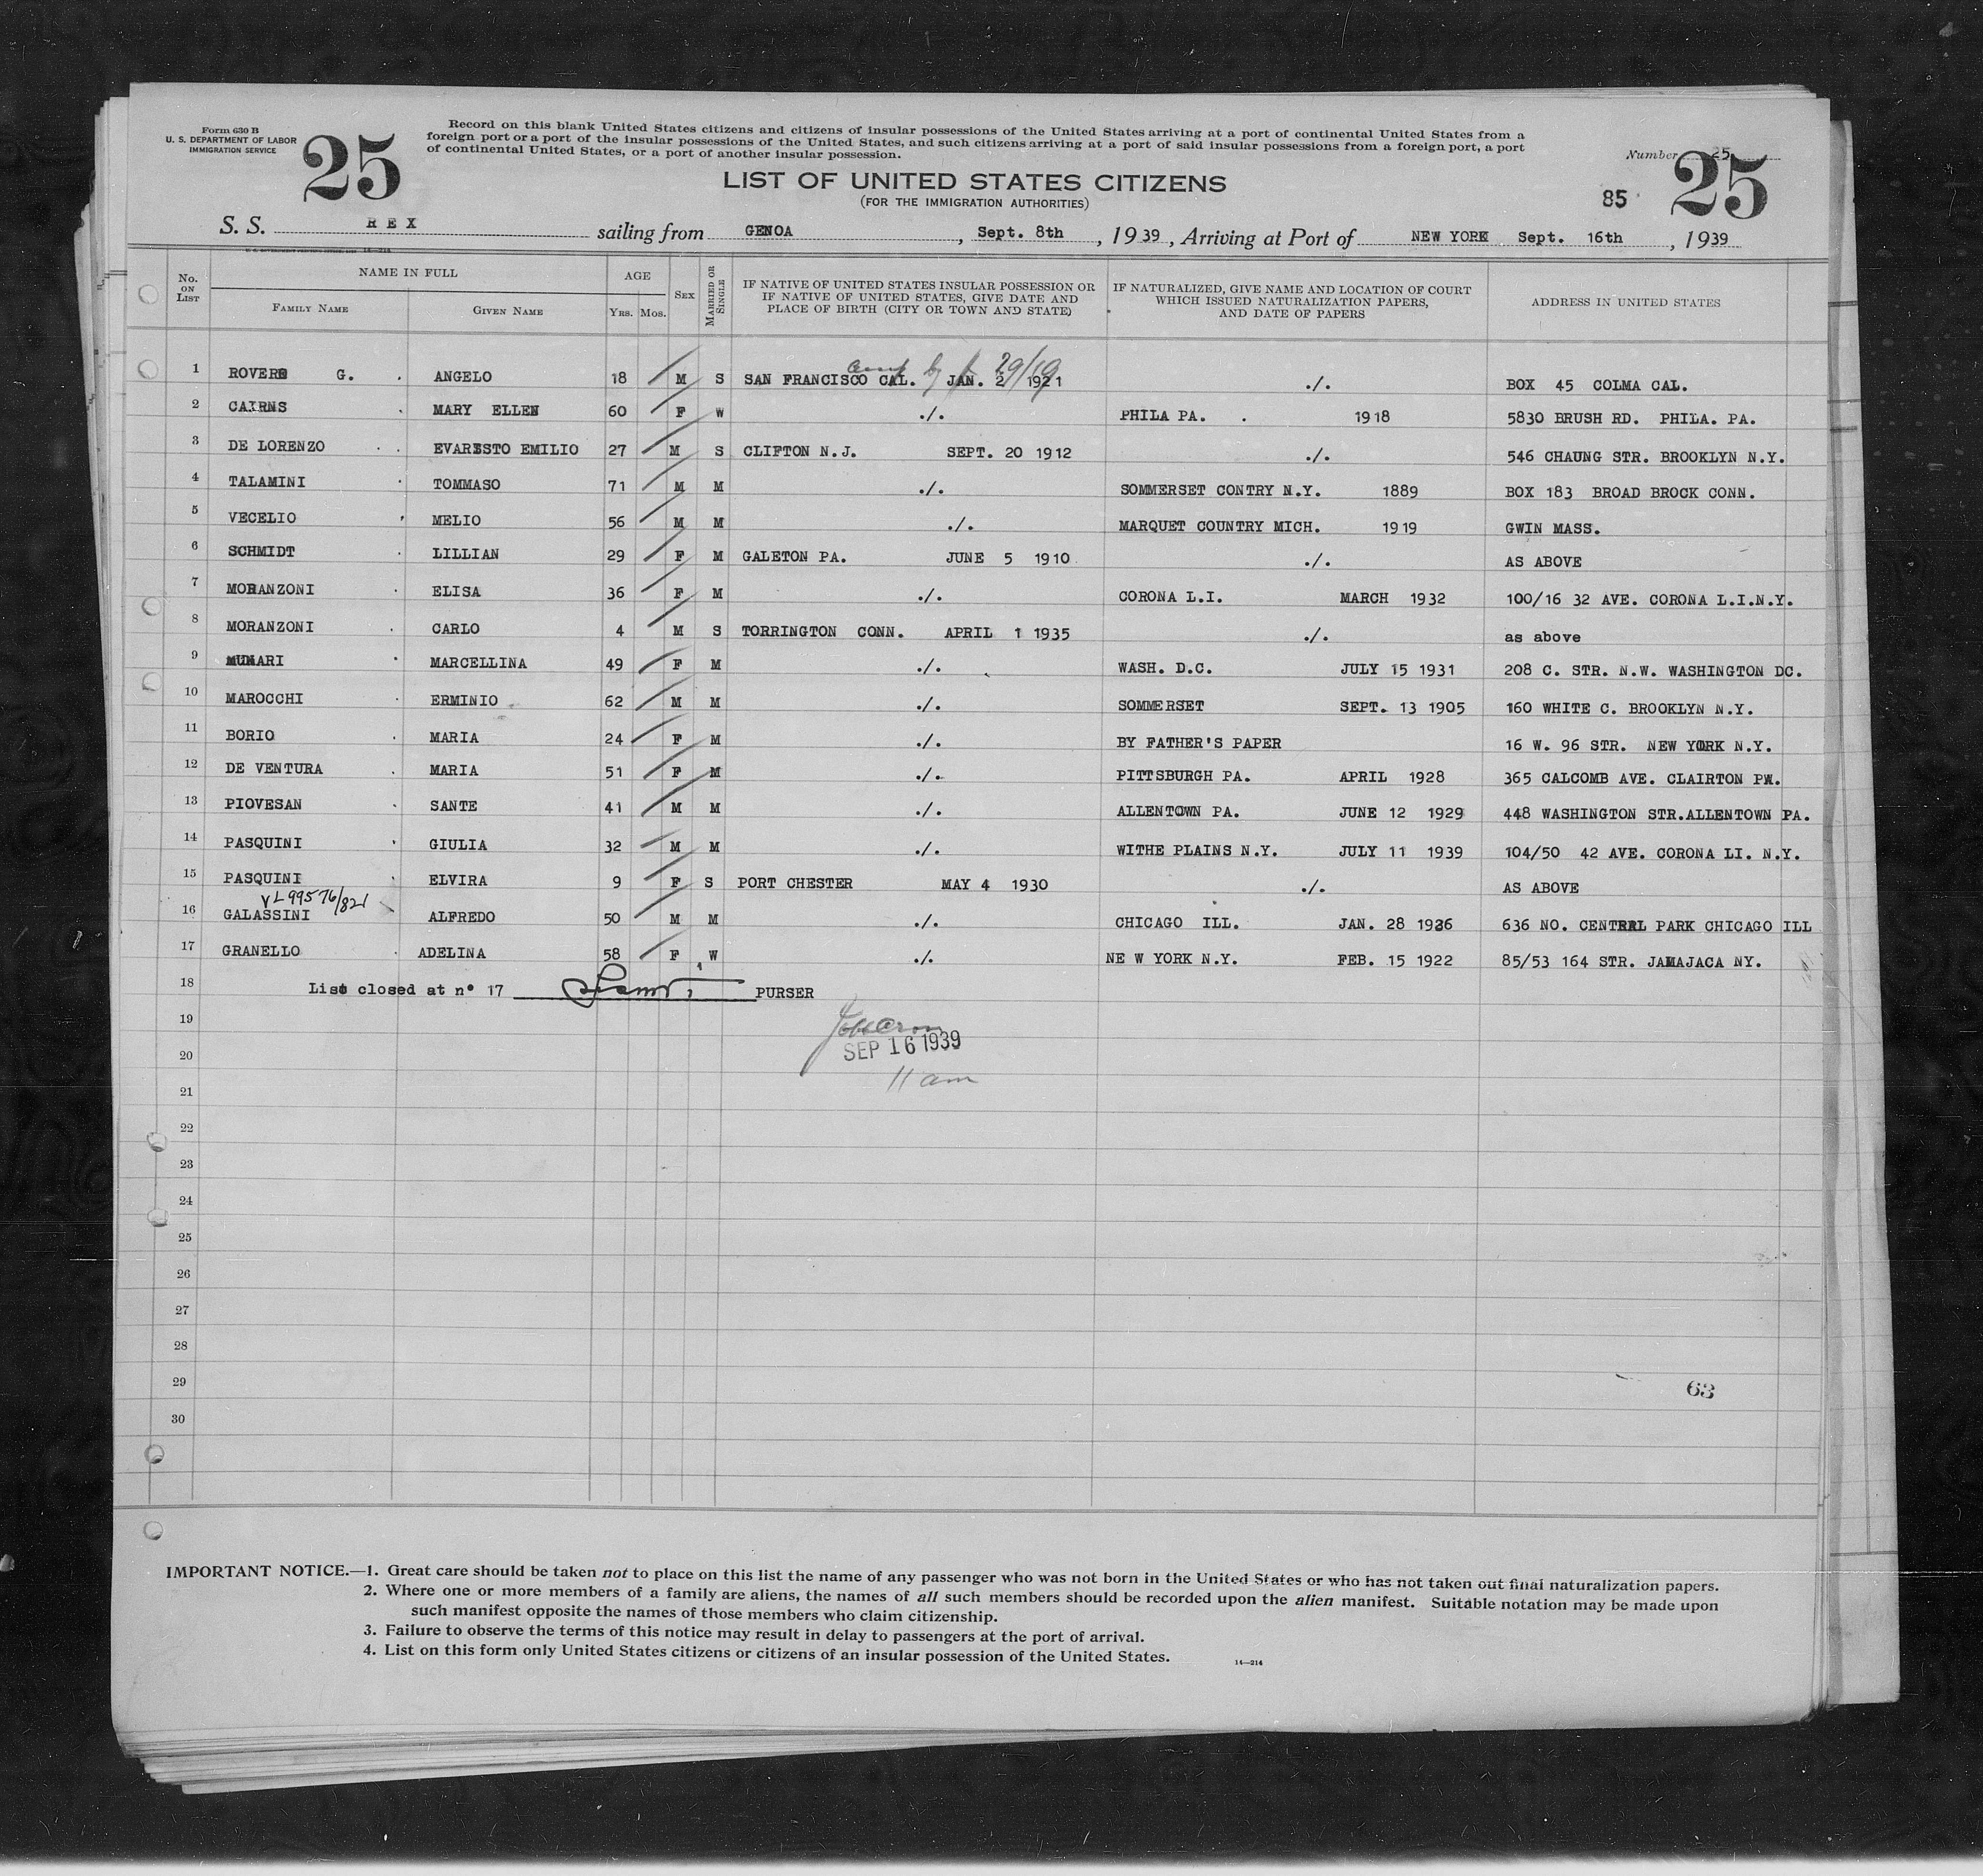 Form 630 B
U. S. DEPARTMENT OF LABOR
IMMIGRATION SERVICE
25
Record on this blank United States citizens and citizens of insular possessions of the United States arriving at a port of continental United States from a
foreign port or a port of the insular possessions of the United States, and such citizens arriving at a port of said insular possessions from a foreign port, a port
of continental United States, or a port of another insular possession.
Number 25
25
LIST OF UNITED STATES CITIZENS
(FOR THE IMMIGRATION AUTHORITIES)
85
S. S. REX sailing from GENOA, Sept. 8th, 1939, Arriving at Port of NEW YORK Sept. 16th, 1939
No. ON LIST
NAME IN FULL
FAMILY NAME GIVEN NAME
AGE
YRS. MOS.
SEX
MARRIED OR SINGLE
IF NATIVE OF UNITED STATES INSULAR POSSESSION OR
IF NATIVE OF UNITED STATES, GIVE DATE AND
PLACE OF BIRTH (CITY OR TOWN AND STATE)
IF NATURALIZED, GIVE NAME AND LOCATION OF COURT
WHICH ISSUED NATURALIZATION PAPERS,
AND DATE OF PAPERS
ADDRESS IN UNITED STATES
by 29/19
1 ROVERO G. . ANGELO 18 M S SAN FRANCISCO CAL. JAN. 2 1921 ./. BOX 45 COLMA CAL.
2 CAIRNS . MARY ELLEN 60 F W ./. PHILA PA. . 1918 5830 BRUSH RD. PHILA. PA.
3 DE LORENZO . . EVARISTO EMILIO 27 M S CLIFTON N.J. SEPT. 20 1912 ./. 546 CHAUNG STR. BROOKLYN N.Y.
4 TALAMINI . TOMMASO 71 M M ./. SOMMERSET CONTRY N.Y. 1889 BOX 183 BROAD BROCK CONN.
5 VECELIO . MELIO 56 M M ./. MARQUET COUNTRY MICH. 1919 GWIN MASS.
6 SCHMIDT . LILLIAN 29 F M GALETON PA. JUNE 5 1910 ./. AS ABOVE
7 MORANZONI . ELISA 36 F M ./. CORONA L.I. MARCH 1932 100/16 32 AVE. CORONA L.I.N.Y.
8 MORANZONI . CARLO 4 M S TORRINGTON CONN. APRIL 1 1935 ./. as above
9 MUNARI . MARCELLINA 49 F M ./. WASH. D.C. JULY 15 1931 208 C. STR. N.W. WASHINGTON DC.
10 MAROCCHI . ERMINIO 62 M M ./. SOMMERSET SEPT. 13 1905 160 WHITE C. BROOKLYN N.Y.
11 BORIO . MARIA 24 F M ./. BY FATHER'S PAPER 16 W. 96 STR. NEW YORK N.Y.
12 DE VENTURA . MARIA 51 F M ./. PITTSBURGH PA. APRIL 1928 365 CALCOMB AVE. CLAIRTON PA.
13 PIOVESAN . SANTE 41 M M ./. ALLENTOWN PA. JUNE 12 1929 448 WASHINGTON STR.ALLENTOWN PA.
14 PASQUINI . GIULIA 32 M M ./. WITHE PLAINS N.Y. JULY 11 1939 104/50 42 AVE. CORONA LI. N.Y.
15 PASQUINI . ELVIRA 9 F S PORT CHESTER MAY 4 1930 ./. AS ABOVE
VL 99576/821
16 GALASSINI ALFREDO 50 M M ./. CHICAGO ILL. JAN. 28 1936 636 NO. CENTRAL PARK CHICAGO ILL
17 GRANELLO . ADELINA 58 F W ./. NE W YORK N.Y. FEB. 15 1922 85/53 164 STR. JAMAJACA NY.
18 List closed at n° 17 PURSER
19
SEP 16 1939
20
11 am
21
22
23
24
25
26
27
28
29
63
30
IMPORTANT NOTICE.—1. Great care should be taken not to place on this list the name of any passenger who was not born in the United States or who has not taken out final naturalization papers.
2. Where one or more members of a family are aliens, the names of all such members should be recorded upon the alien manifest. Suitable notation may be made upon
such manifest opposite the names of those members who claim citizenship.
3. Failure to observe the terms of this notice may result in delay to passengers at the port of arrival.
4. List on this form only United States citizens or citizens of an insular possession of the United States.
14—214